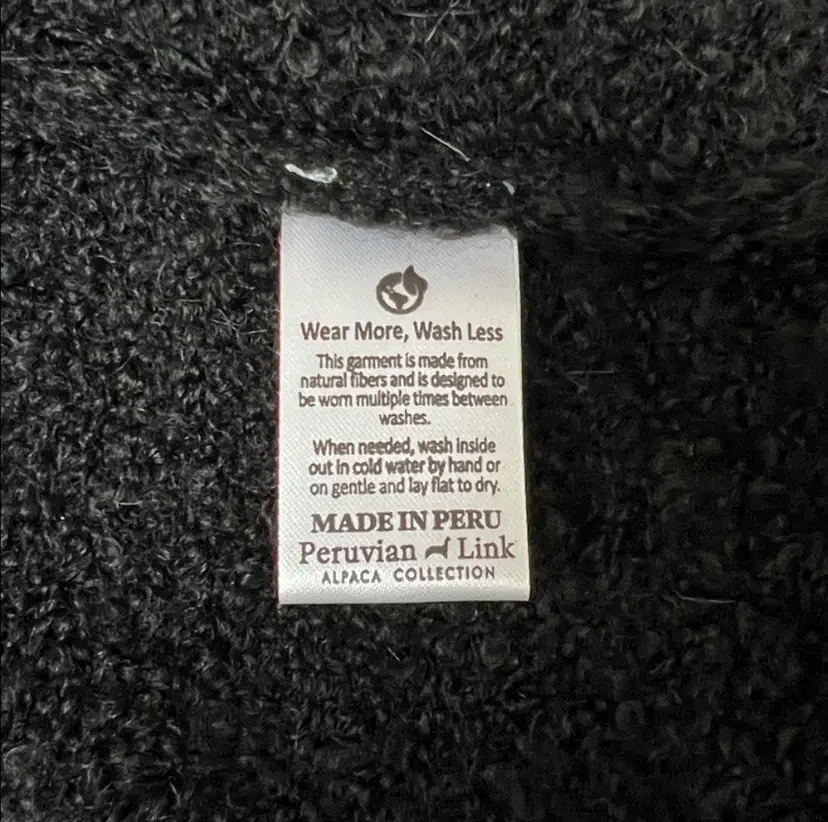 Wear More, Wash Less
This garment is made from
natural fibers and is designed to
be worn multiple times between
washes.
When needed, wash inside
out in cold water by hand or
on gentle and lay flat to dry.
MADE IN PERU
Peruvian Link
ALPACA COLLECTION